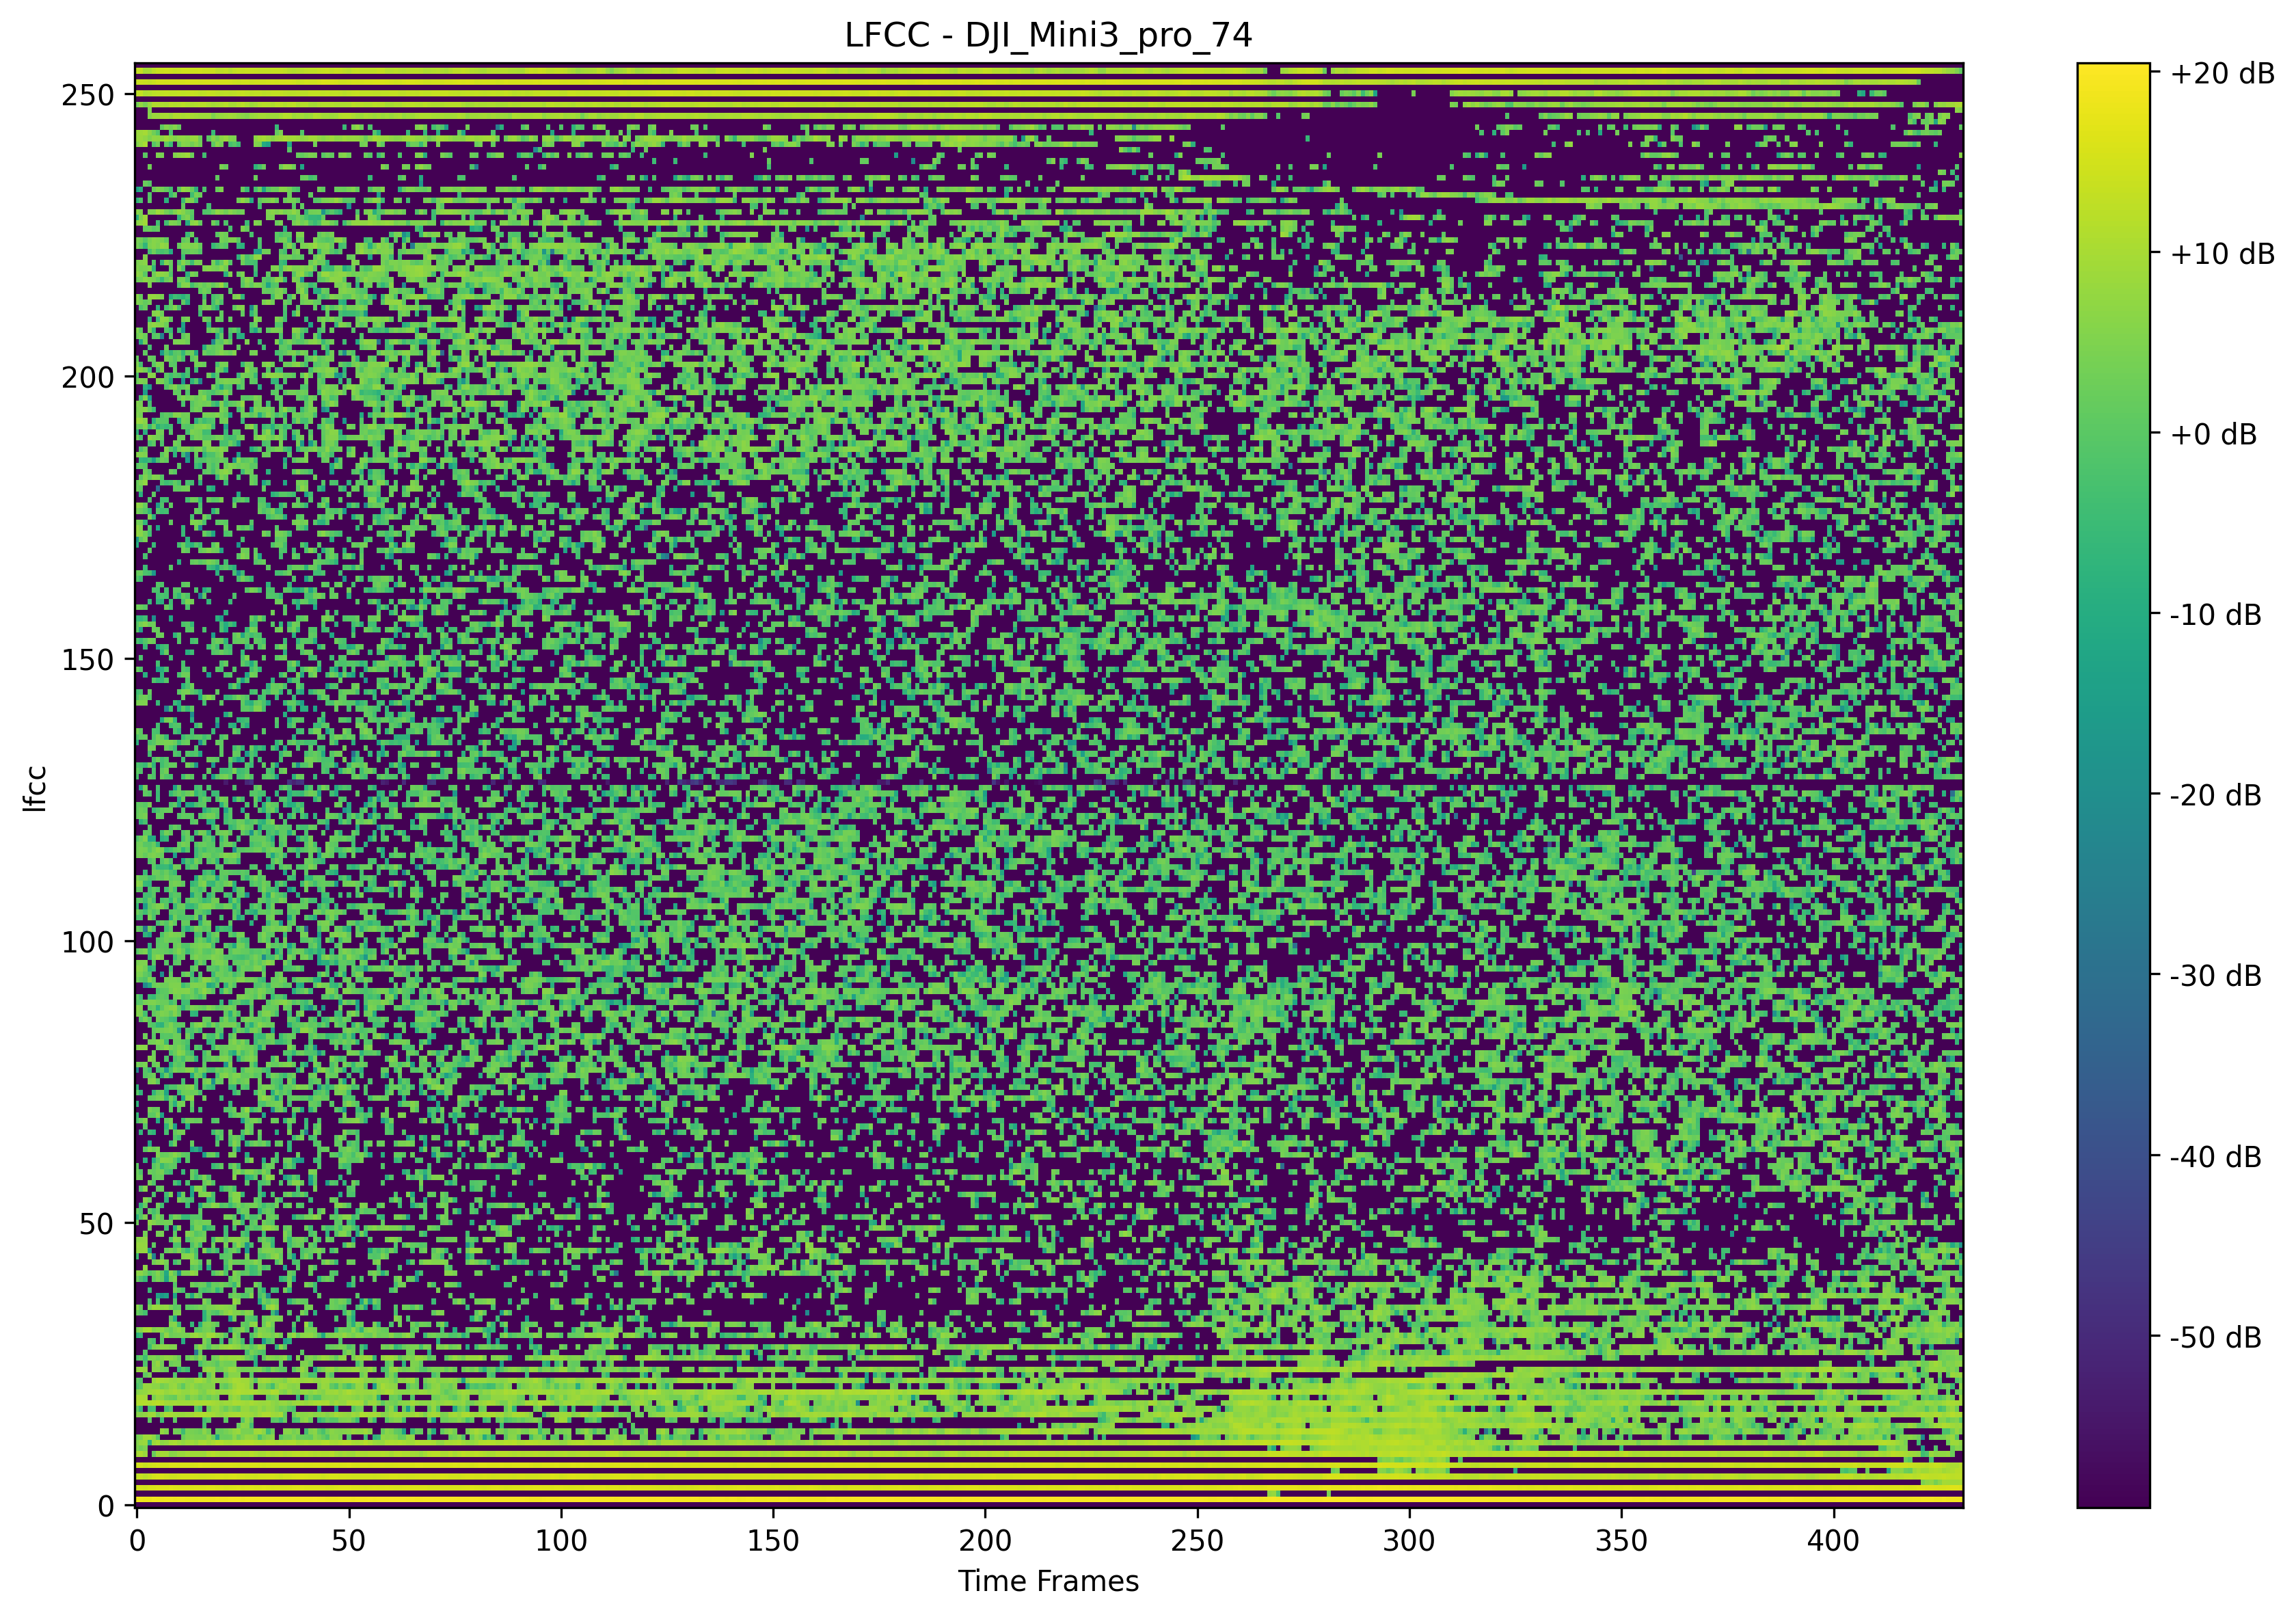 LFCC - DJI_Mini3_pro_74
250
200
150
100
50
0
lfcc
0 50 100 150 200 250 300 350 400
Time Frames
+20 dB
+10 dB
+0 dB
-10 dB
-20 dB
-30 dB
-40 dB
-50 dB